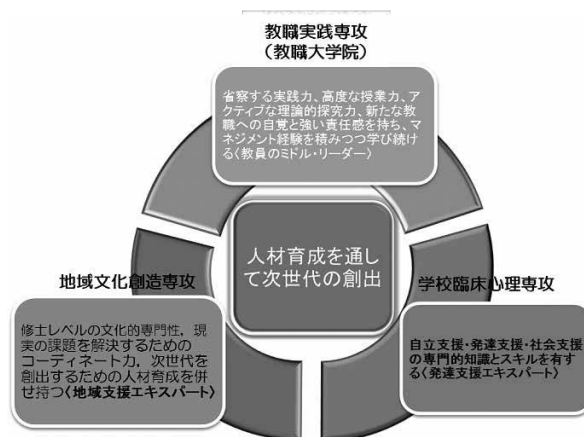 教職実践専攻
（教職大学院）
省察する実践力、高度な授業力、ア
クティブな理論的探究力、新たな教
職への自覚と強い責任感を持ち、マ
ネジメント経験を積みつつ学び続け
る〈教員のミドル・リーダー〉
人材育成を通し
て次世代の創出
地域文化創造専攻
修士レベルの文化的専門性，現
実の課題を解決するための
コーディネート力，次世代を
創出するための人材育成を併
せ持つ〈地域支援エキスパート〉
学校臨床心理専攻
自立支援・発達支援・社会支援
の専門的知識とスキルを有す
る〈発達支援エキスパート〉